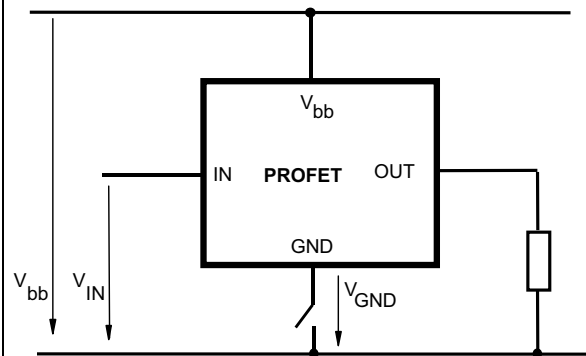 Vbb
IN PROFET OUT
GND
Vbb
VIN
VGND